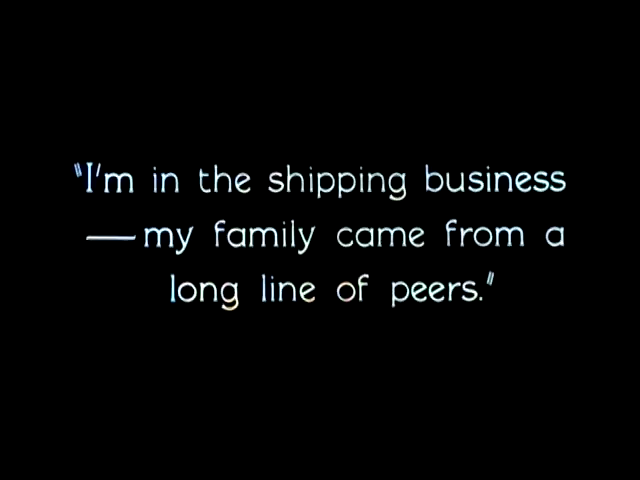 "I'm in the shipping business
—my family came from a
long line of peers."